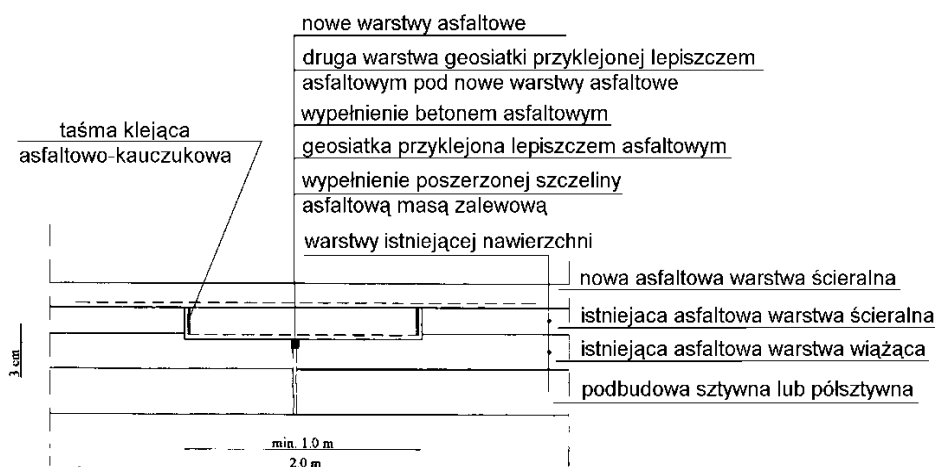 nowe warstwy asfaltowe
druga warstwa geosiatki przyklejonej lepiszczem
asfaltowym pod nowe warstwy asfaltowe
wypełnienie betonem asfaltowym
taśma klejąca
asfaltowo-kauczukowa
geosiatka przyklejona lepiszczem asfaltowym
wypełnienie poszerzonej szczeliny
asfaltową masą zalewową
warstwy istniejącej nawierzchni
nowa asfaltowa warstwa ścieralna
istniejaca asfaltowa warstwa ścieralna
istniejąca asfaltowa warstwa wiążąca
podbudowa sztywna lub półsztywna
3 cm
min. 1.0 m
2.0 m